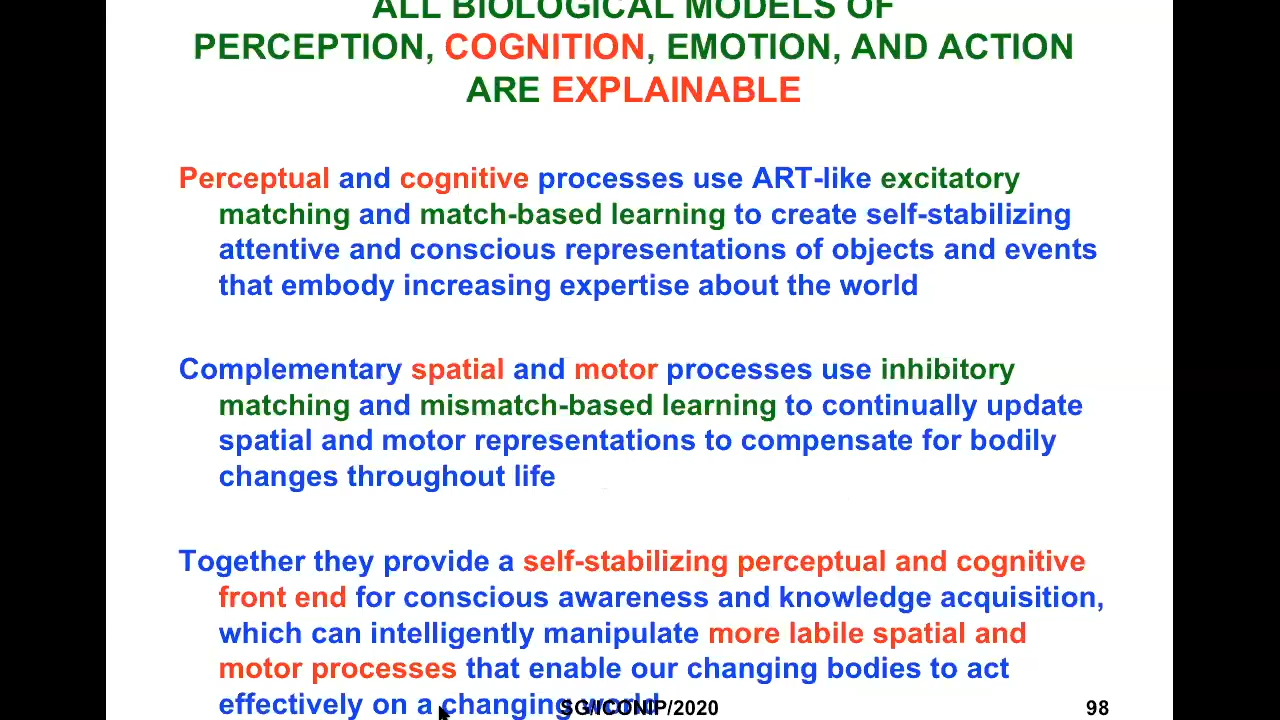 ALL BIOLOGICAL MODELS OF
PERCEPTION, COGNITION, EMOTION, AND ACTION
ARE EXPLAINABLE
Perceptual and cognitive processes use ART-like excitatory
matching and match-based learning to create self-stabilizing
attentive and conscious representations of objects and events
that embody increasing expertise about the world
Complementary spatial and motor processes use inhibitory
matching and mismatch-based learning to continually update
spatial and motor representations to compensate for bodily
changes throughout life
Together they provide a self-stabilizing perceptual and cognitive
front end for conscious awareness and knowledge acquisition,
which can intelligently manipulate more labile spatial and
motor processes that enable our changing bodies to act
effectively on a changing world
SG/ICONIP/2020
98